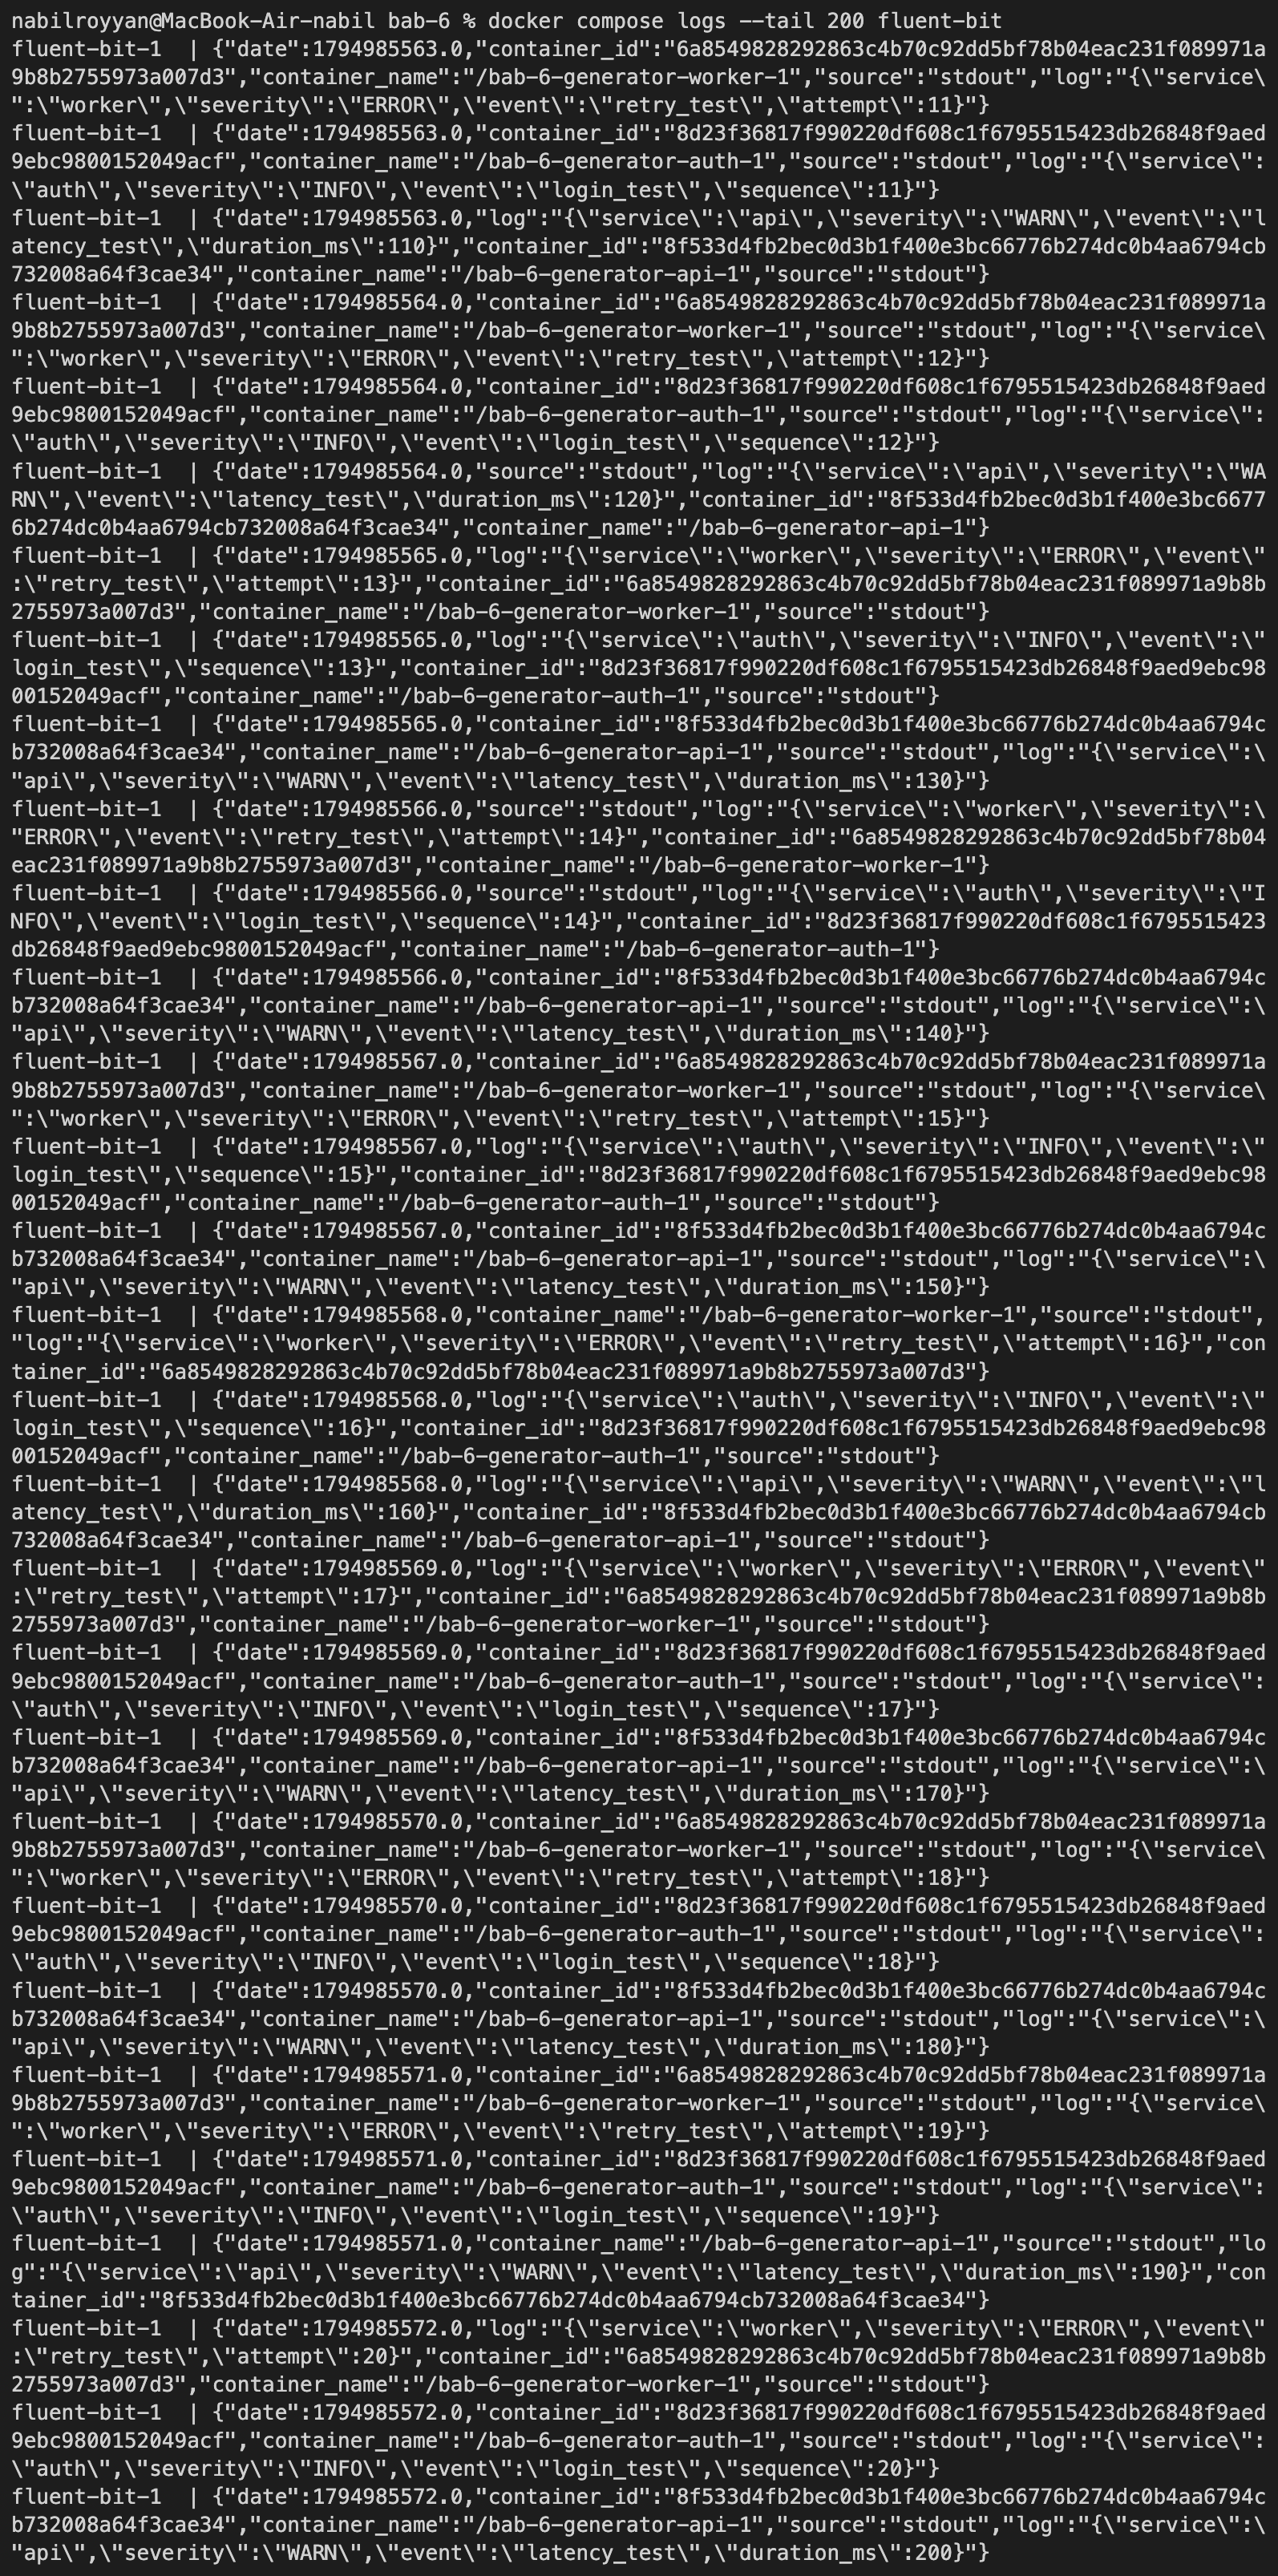 nabilroyyan@MacBook-Air-nabil bab-6 % docker compose logs --tail 200 fluent-bit
fluent-bit-1  | {"date":1794985563.0,"container_id":"6a8549828292863c4b70c92dd5bf78b04eac231f089971a
9b8b2755973a007d3","container_name":"/bab-6-generator-worker-1","source":"stdout","log":"{\"service\
":\"worker\",\"severity\":\"ERROR\",\"event\":\"retry_test\",\"attempt\":11}"}
fluent-bit-1  | {"date":1794985563.0,"container_id":"8d23f36817f990220df608c1f6795515423db26848f9aed
9ebc9800152049acf","container_name":"/bab-6-generator-auth-1","source":"stdout","log":"{\"service\":
\"auth\",\"severity\":\"INFO\",\"event\":\"login_test\",\"sequence\":11}"}
fluent-bit-1  | {"date":1794985563.0,"log":"{\"service\":\"api\",\"severity\":\"WARN\",\"event\":\"l
atency_test\",\"duration_ms\":110}","container_id":"8f533d4fb2bec0d3b1f400e3bc66776b274dc0b4aa6794cb
732008a64f3cae34","container_name":"/bab-6-generator-api-1","source":"stdout"}
fluent-bit-1  | {"date":1794985564.0,"container_id":"6a8549828292863c4b70c92dd5bf78b04eac231f089971a
9b8b2755973a007d3","container_name":"/bab-6-generator-worker-1","source":"stdout","log":"{\"service\
":\"worker\",\"severity\":\"ERROR\",\"event\":\"retry_test\",\"attempt\":12}"}
fluent-bit-1  | {"date":1794985564.0,"container_id":"8d23f36817f990220df608c1f6795515423db26848f9aed
9ebc9800152049acf","container_name":"/bab-6-generator-auth-1","source":"stdout","log":"{\"service\":
\"auth\",\"severity\":\"INFO\",\"event\":\"login_test\",\"sequence\":12}"}
fluent-bit-1  | {"date":1794985564.0,"source":"stdout","log":"{\"service\":\"api\",\"severity\":\"WA
RN\",\"event\":\"latency_test\",\"duration_ms\":120}","container_id":"8f533d4fb2bec0d3b1f400e3bc6677
6b274dc0b4aa6794cb732008a64f3cae34","container_name":"/bab-6-generator-api-1"}
fluent-bit-1  | {"date":1794985565.0,"log":"{\"service\":\"worker\",\"severity\":\"ERROR\",\"event\"
:\"retry_test\",\"attempt\":13}","container_id":"6a8549828292863c4b70c92dd5bf78b04eac231f089971a9b8b
2755973a007d3","container_name":"/bab-6-generator-worker-1","source":"stdout"}
fluent-bit-1  | {"date":1794985565.0,"log":"{\"service\":\"auth\",\"severity\":\"INFO\",\"event\":\"
login_test\",\"sequence\":13}","container_id":"8d23f36817f990220df608c1f6795515423db26848f9aed9ebc98
00152049acf","container_name":"/bab-6-generator-auth-1","source":"stdout"}
fluent-bit-1  | {"date":1794985565.0,"container_id":"8f533d4fb2bec0d3b1f400e3bc66776b274dc0b4aa6794c
b732008a64f3cae34","container_name":"/bab-6-generator-api-1","source":"stdout","log":"{\"service\":\
"api\",\"severity\":\"WARN\",\"event\":\"latency_test\",\"duration_ms\":130}"}
fluent-bit-1  | {"date":1794985566.0,"source":"stdout","log":"{\"service\":\"worker\",\"severity\":\
"ERROR\",\"event\":\"retry_test\",\"attempt\":14}","container_id":"6a8549828292863c4b70c92dd5bf78b04
eac231f089971a9b8b2755973a007d3","container_name":"/bab-6-generator-worker-1"}
fluent-bit-1  | {"date":1794985566.0,"source":"stdout","log":"{\"service\":\"auth\",\"severity\":\"I
NFO\",\"event\":\"login_test\",\"sequence\":14}","container_id":"8d23f36817f990220df608c1f6795515423
db26848f9aed9ebc9800152049acf","container_name":"/bab-6-generator-auth-1"}
fluent-bit-1  | {"date":1794985566.0,"container_id":"8f533d4fb2bec0d3b1f400e3bc66776b274dc0b4aa6794c
b732008a64f3cae34","container_name":"/bab-6-generator-api-1","source":"stdout","log":"{\"service\":\
"api\",\"severity\":\"WARN\",\"event\":\"latency_test\",\"duration_ms\":140}"}
fluent-bit-1  | {"date":1794985567.0,"container_id":"6a8549828292863c4b70c92dd5bf78b04eac231f089971a
9b8b2755973a007d3","container_name":"/bab-6-generator-worker-1","source":"stdout","log":"{\"service\
":\"worker\",\"severity\":\"ERROR\",\"event\":\"retry_test\",\"attempt\":15}"}
fluent-bit-1  | {"date":1794985567.0,"log":"{\"service\":\"auth\",\"severity\":\"INFO\",\"event\":\"
login_test\",\"sequence\":15}","container_id":"8d23f36817f990220df608c1f6795515423db26848f9aed9ebc98
00152049acf","container_name":"/bab-6-generator-auth-1","source":"stdout"}
fluent-bit-1  | {"date":1794985567.0,"container_id":"8f533d4fb2bec0d3b1f400e3bc66776b274dc0b4aa6794c
b732008a64f3cae34","container_name":"/bab-6-generator-api-1","source":"stdout","log":"{\"service\":\
"api\",\"severity\":\"WARN\",\"event\":\"latency_test\",\"duration_ms\":150}"}
fluent-bit-1  | {"date":1794985568.0,"container_name":"/bab-6-generator-worker-1","source":"stdout",
"log":"{\"service\":\"worker\",\"severity\":\"ERROR\",\"event\":\"retry_test\",\"attempt\":16}","con
tainer_id":"6a8549828292863c4b70c92dd5bf78b04eac231f089971a9b8b2755973a007d3"}
fluent-bit-1  | {"date":1794985568.0,"log":"{\"service\":\"auth\",\"severity\":\"INFO\",\"event\":\"
login_test\",\"sequence\":16}","container_id":"8d23f36817f990220df608c1f6795515423db26848f9aed9ebc98
00152049acf","container_name":"/bab-6-generator-auth-1","source":"stdout"}
fluent-bit-1  | {"date":1794985568.0,"log":"{\"service\":\"api\",\"severity\":\"WARN\",\"event\":\"l
atency_test\",\"duration_ms\":160}","container_id":"8f533d4fb2bec0d3b1f400e3bc66776b274dc0b4aa6794cb
732008a64f3cae34","container_name":"/bab-6-generator-api-1","source":"stdout"}
fluent-bit-1  | {"date":1794985569.0,"log":"{\"service\":\"worker\",\"severity\":\"ERROR\",\"event\"
:\"retry_test\",\"attempt\":17}","container_id":"6a8549828292863c4b70c92dd5bf78b04eac231f089971a9b8b
2755973a007d3","container_name":"/bab-6-generator-worker-1","source":"stdout"}
fluent-bit-1  | {"date":1794985569.0,"container_id":"8d23f36817f990220df608c1f6795515423db26848f9aed
9ebc9800152049acf","container_name":"/bab-6-generator-auth-1","source":"stdout","log":"{\"service\":
\"auth\",\"severity\":\"INFO\",\"event\":\"login_test\",\"sequence\":17}"}
fluent-bit-1  | {"date":1794985569.0,"container_id":"8f533d4fb2bec0d3b1f400e3bc66776b274dc0b4aa6794c
b732008a64f3cae34","container_name":"/bab-6-generator-api-1","source":"stdout","log":"{\"service\":\
"api\",\"severity\":\"WARN\",\"event\":\"latency_test\",\"duration_ms\":170}"}
fluent-bit-1  | {"date":1794985570.0,"container_id":"6a8549828292863c4b70c92dd5bf78b04eac231f089971a
9b8b2755973a007d3","container_name":"/bab-6-generator-worker-1","source":"stdout","log":"{\"service\
":\"worker\",\"severity\":\"ERROR\",\"event\":\"retry_test\",\"attempt\":18}"}
fluent-bit-1  | {"date":1794985570.0,"container_id":"8d23f36817f990220df608c1f6795515423db26848f9aed
9ebc9800152049acf","container_name":"/bab-6-generator-auth-1","source":"stdout","log":"{\"service\":
\"auth\",\"severity\":\"INFO\",\"event\":\"login_test\",\"sequence\":18}"}
fluent-bit-1  | {"date":1794985570.0,"container_id":"8f533d4fb2bec0d3b1f400e3bc66776b274dc0b4aa6794c
b732008a64f3cae34","container_name":"/bab-6-generator-api-1","source":"stdout","log":"{\"service\":\
"api\",\"severity\":\"WARN\",\"event\":\"latency_test\",\"duration_ms\":180}"}
fluent-bit-1  | {"date":1794985571.0,"container_id":"6a8549828292863c4b70c92dd5bf78b04eac231f089971a
9b8b2755973a007d3","container_name":"/bab-6-generator-worker-1","source":"stdout","log":"{\"service\
":\"worker\",\"severity\":\"ERROR\",\"event\":\"retry_test\",\"attempt\":19}"}
fluent-bit-1  | {"date":1794985571.0,"container_id":"8d23f36817f990220df608c1f6795515423db26848f9aed
9ebc9800152049acf","container_name":"/bab-6-generator-auth-1","source":"stdout","log":"{\"service\":
\"auth\",\"severity\":\"INFO\",\"event\":\"login_test\",\"sequence\":19}"}
fluent-bit-1  | {"date":1794985571.0,"container_name":"/bab-6-generator-api-1","source":"stdout","lo
g":"{\"service\":\"api\",\"severity\":\"WARN\",\"event\":\"latency_test\",\"duration_ms\":190}","con
tainer_id":"8f533d4fb2bec0d3b1f400e3bc66776b274dc0b4aa6794cb732008a64f3cae34"}
fluent-bit-1  | {"date":1794985572.0,"log":"{\"service\":\"worker\",\"severity\":\"ERROR\",\"event\"
:\"retry_test\",\"attempt\":20}","container_id":"6a8549828292863c4b70c92dd5bf78b04eac231f089971a9b8b
2755973a007d3","container_name":"/bab-6-generator-worker-1","source":"stdout"}
fluent-bit-1  | {"date":1794985572.0,"container_id":"8d23f36817f990220df608c1f6795515423db26848f9aed
9ebc9800152049acf","container_name":"/bab-6-generator-auth-1","source":"stdout","log":"{\"service\":
\"auth\",\"severity\":\"INFO\",\"event\":\"login_test\",\"sequence\":20}"}
fluent-bit-1  | {"date":1794985572.0,"container_id":"8f533d4fb2bec0d3b1f400e3bc66776b274dc0b4aa6794c
b732008a64f3cae34","container_name":"/bab-6-generator-api-1","source":"stdout","log":"{\"service\":\
"api\",\"severity\":\"WARN\",\"event\":\"latency_test\",\"duration_ms\":200}"}